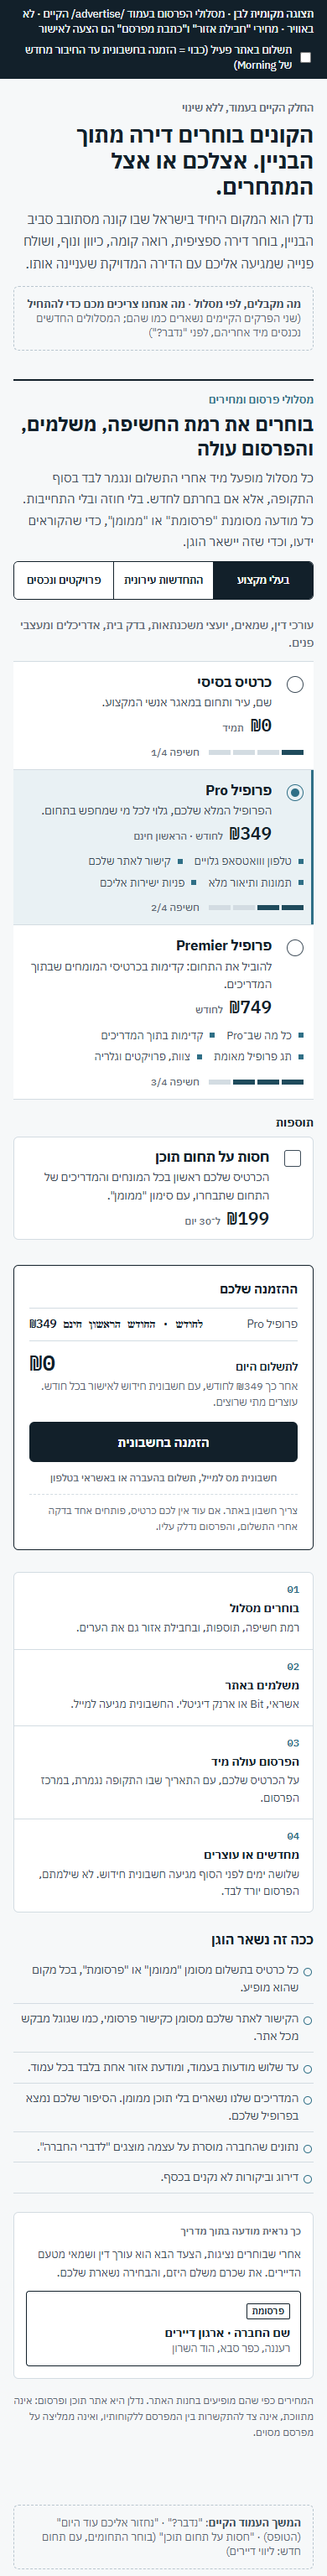 תצוגה מקומית לבן · מסלולי הפרסום בעמוד /advertise/ הקיים · לא
באוויר · מחירי "חבילת אזור" ו"כתבת מפרסם" הם הצעה לאישור
תשלום באתר פעיל (כבוי = הזמנה בחשבונית עד החיבור מחדש
של Morning)
החלק הקיים בעמוד, ללא שינוי
הקונים בוחרים דירה מתוך
הבניין. אצלכם או אצל
המתחרים.
נדלן הוא המקום היחיד בישראל שבו קונה מסתובב סביב
הבניין, בוחר דירה ספציפית, רואה קומה, כיוון ונוף, ושולח
פנייה שמגיעה אליכם עם הדירה המדויקת שעניינה אותו.
מה מקבלים, לפי מסלול · מה אנחנו צריכים מכם כדי להתחיל
(שני הפרקים הקיימים נשארים כמו שהם; המסלולים החדשים
נכנסים מיד אחריהם, לפני "נדבר?")
מסלולי פרסום ומחירים
בוחרים את רמת החשיפה, משלמים,
והפרסום עולה
כל מסלול מופעל מיד אחרי התשלום ונגמר לבד בסוף
התקופה, אלא אם בחרתם לחדש. בלי חוזה ובלי התחייבות.
כל מודעה מסומנת "פרסומת" או "ממומן", כדי שהקוראים
ידעו, וכדי שזה יישאר הוגן.
בעלי מקצוע
התחדשות עירונית
פרויקטים ונכסים
עורכי דין, שמאים, יועצי משכנתאות, בדק בית, אדריכלים ומעצבי
פנים.
כרטיס בסיסי
שם, עיר ותחום במאגר אנשי המקצוע.
₪0 תמיד
חשיפה 1/4
פרופיל Pro
הפרופיל המלא שלכם, גלוי לכל מי שמחפש בתחום.
₪349 לחודש · הראשון חינם
טלפון ווואטסאפ גלויים
קישור לאתר שלכם
תמונות ותיאור מלא
פניות ישירות אליכם
חשיפה 2/4
פרופיל Premier
להוביל את התחום: קדימות בכרטיסי המומחים שבתוך
המדריכים.
₪749 לחודש
כל מה שב־Pro
קדימות בתוך המדריכים
תג פרופיל מאומת
צוות, פרויקטים וגלריה
חשיפה 3/4
תוספות
חסות על תחום תוכן
הכרטיס שלכם ראשון בכל המונחים והמדריכים של
התחום שתבחרו, עם סימון "ממומן".
₪199 ל־30 יום
ההזמנה שלכם
פרופיל Pro
₪349 לחודש · החודש הראשון חינם
לתשלום היום
₪0
אחר כך ₪349 לחודש, עם חשבונית חידוש לאישור בכל חודש.
עוצרים מתי שרוצים.
הזמנה בחשבונית
חשבונית מס למייל, תשלום בהעברה או באשראי בטלפון
צריך חשבון באתר. אם עוד אין לכם כרטיס, פותחים אחד בדקה
אחרי התשלום, והפרסום נדלק עליו.
01
בוחרים מסלול
רמת חשיפה, תוספות, ובחבילת אזור גם את הערים.
02
משלמים באתר
אשראי, Bit או ארנק דיגיטלי. החשבונית מגיעה למייל.
03
הפרסום עולה מיד
על הכרטיס שלכם, עם התאריך שבו התקופה נגמרת, במרכז
הפרסום.
04
מחדשים או עוצרים
שלושה ימים לפני הסוף מגיעה חשבונית חידוש. לא שילמתם,
הפרסום יורד לבד.
ככה זה נשאר הוגן
כל כרטיס בתשלום מסומן "ממומן" או "פרסומת", בכל מקום
שהוא מופיע.
הקישור לאתר שלכם מסומן כקישור פרסומי, כמו שגוגל מבקש
מכל אתר.
עד שלוש מודעות בעמוד, ומודעת אזור אחת בלבד בכל עמוד.
המדריכים שלנו נשארים בלי תוכן ממומן. הסיפור שלכם נמצא
בפרופיל שלכם.
נתונים שהחברה מוסרת על עצמה מוצגים "לדברי החברה".
דירוג וביקורות לא נקנים בכסף.
כך נראית מודעה בתוך מדריך
אחרי שבוחרים נציגות, הצעד הבא הוא עורך דין ושמאי מטעם
הדיירים. את שכרם משלם היזם, והבחירה נשארת שלכם.
פרסומת
שם החברה · ארגון דיירים
רעננה, כפר סבא, הוד השרון
המחירים כפי שהם מופיעים בחנות האתר. נדלן היא אתר תוכן ופרסום: אינה
מתווכת, אינה צד להתקשרות בין המפרסם ללקוחותיו, ואינה ממליצה על
מפרסם מסוים.
המשך העמוד הקיים: "נדבר?" · "נחזור אליכם עוד היום"
(הטופס) · "חסות על תחום תוכן" (בוחר התחומים, עם תחום
חדש: ליווי דיירים)